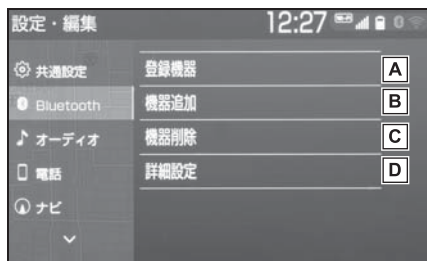 設定・編集 12:27
共通設定
Bluetooth
オーディオ
電話
ナビ
登録機器 A
機器追加 B
機器削除 C
詳細設定 D